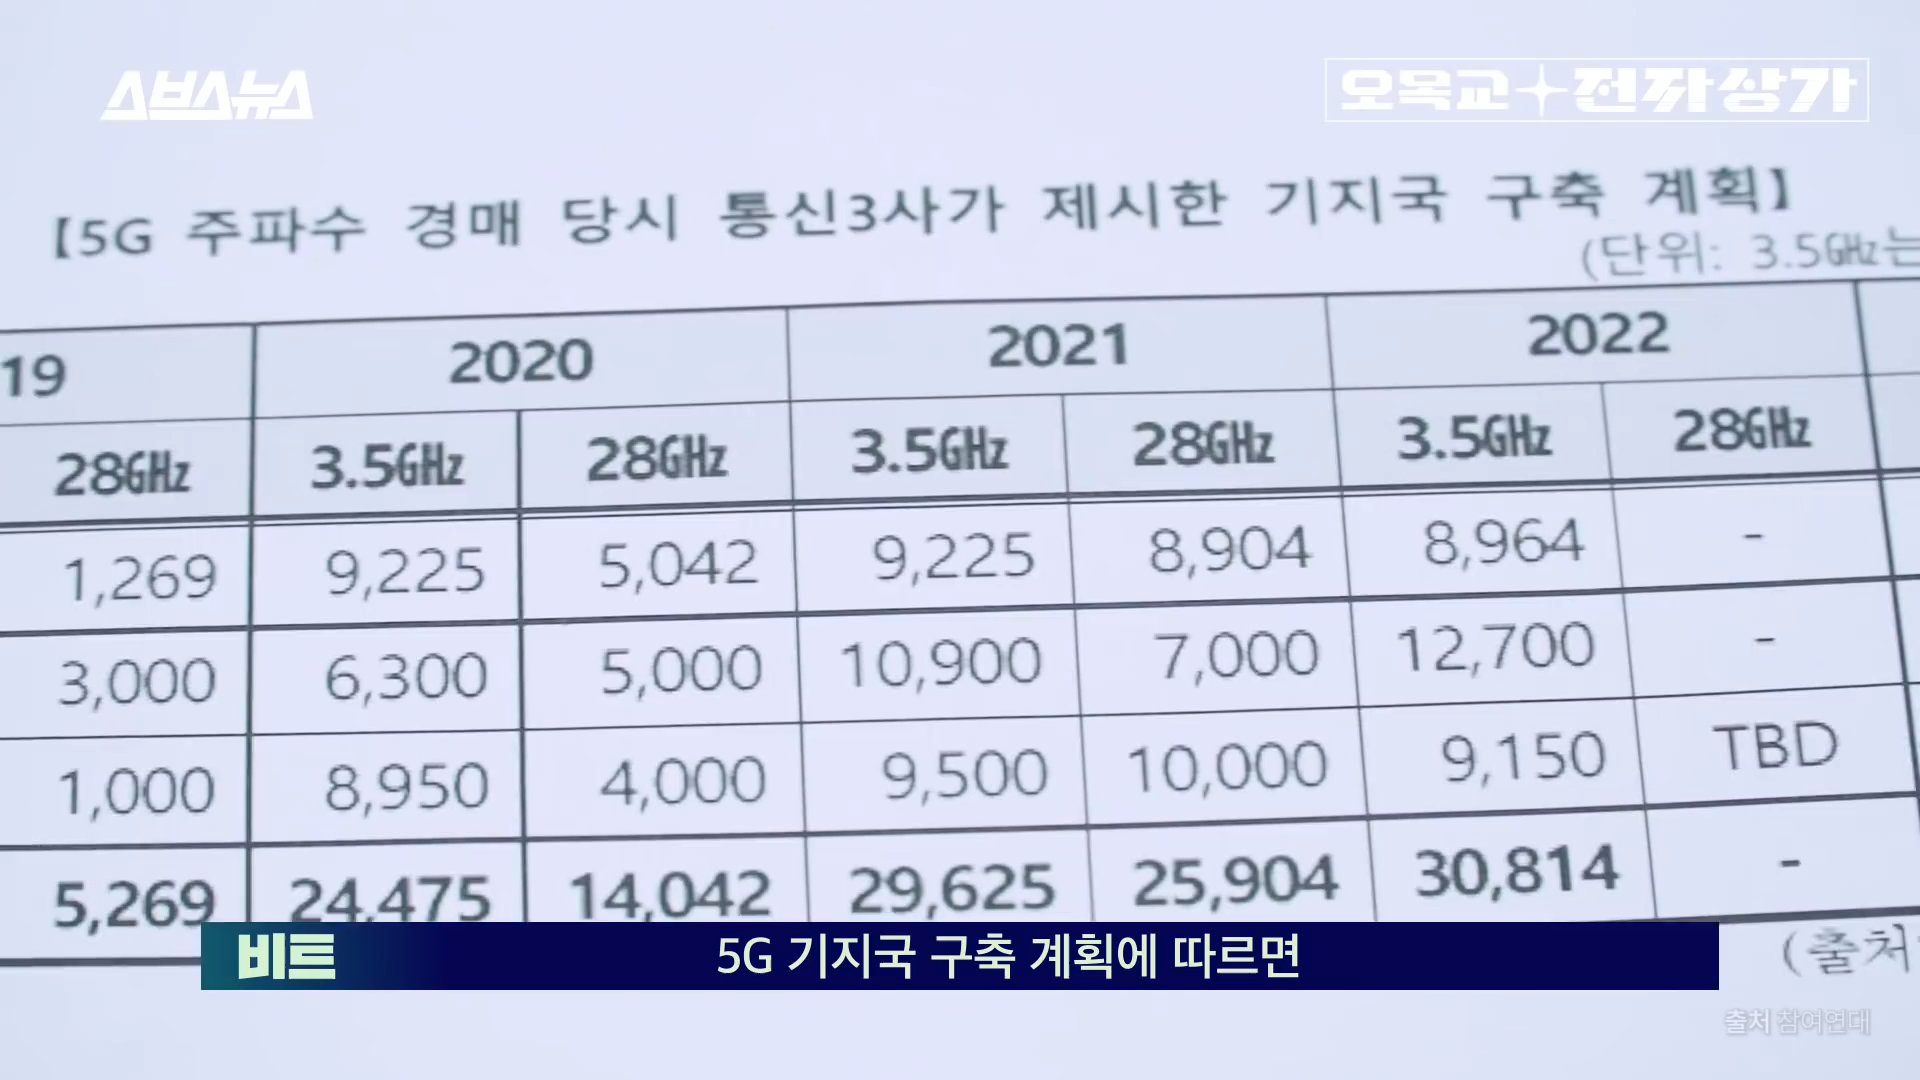 스브스뉴스
오목교 전자상가
【5G 주파수 경매 당시 통신3사가 제시한 기지국 구축 계획】
(단위: 3.5㎓는
19 2020 2021 2022
28㎓ 3.5㎓ 28㎓ 3.5㎓ 28㎓ 3.5㎓ 28㎓
1,269 9,225 5,042 9,225 8,904 8,964 -
3,000 6,300 5,000 10,900 7,000 12,700 -
1,000 8,950 4,000 9,500 10,000 9,150 TBD
5,269 24,475 14,042 29,625 25,904 30,814 -
(출처
비트 5G 기지국 구축 계획에 따르면
출처 참여연대